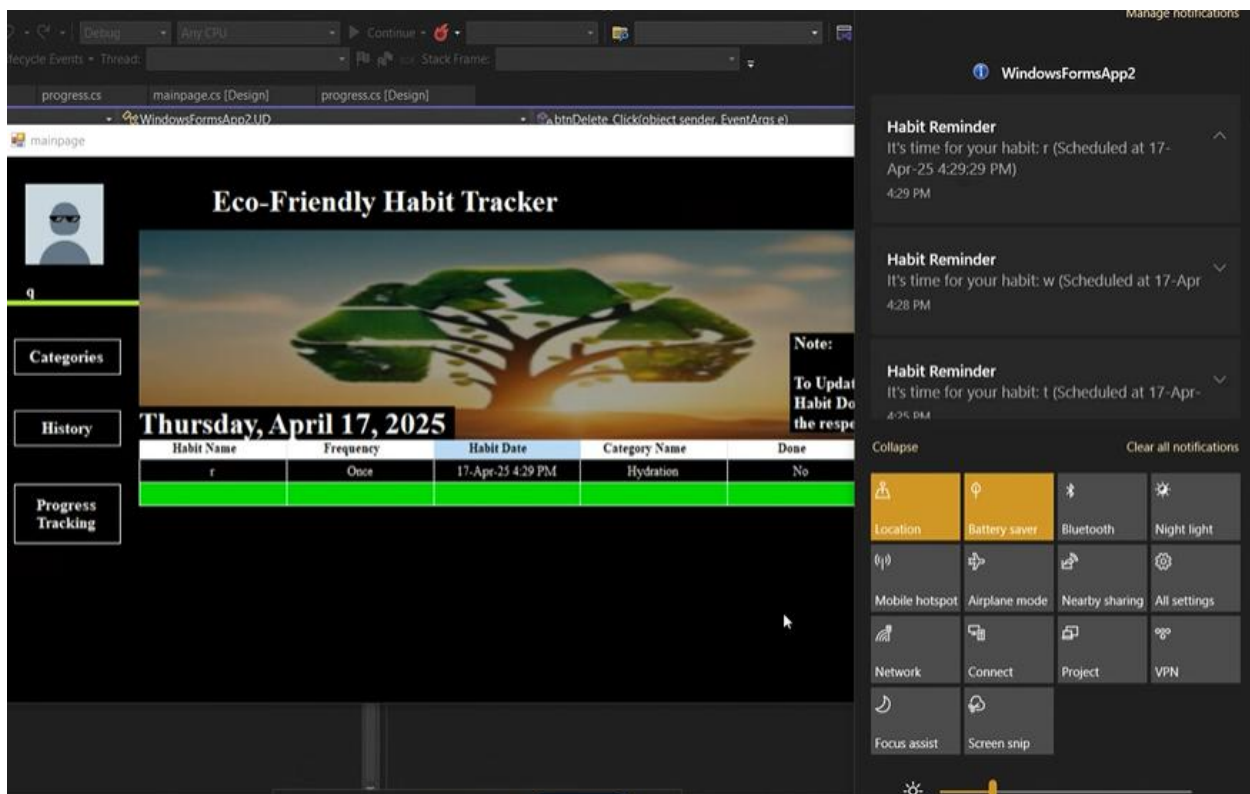 Debug
Any CPU
Continue
fecycle Events
Thread:
Stack Frame:
progress.cs
mainpage.cs [Design]
progress.cs [Design]
WindowsFormsApp2.UD
btnDelete_Click(object sender, EventArgs e)
mainpage
Eco-Friendly Habit Tracker
q
Categories
History
Progress
Tracking
Note:
To Updat
Habit Do
the respe
Thursday, April 17, 2025
Habit Name Frequency Habit Date Category Name Done
r Once 17-Apr-25 4:29 PM Hydration No
Manage notifications
WindowsFormsApp2
Habit Reminder
It's time for your habit: r (Scheduled at 17-
Apr-25 4:29:29 PM)
4:29 PM
Habit Reminder
It's time for your habit: w (Scheduled at 17-Apr
4:28 PM
Habit Reminder
It's time for your habit: t (Scheduled at 17-Apr-
4:25 PM
Collapse Clear all notifications
Location Battery saver Bluetooth Night light
Mobile hotspot Airplane mode Nearby sharing All settings
Network Connect Project VPN
Focus assist Screen snip